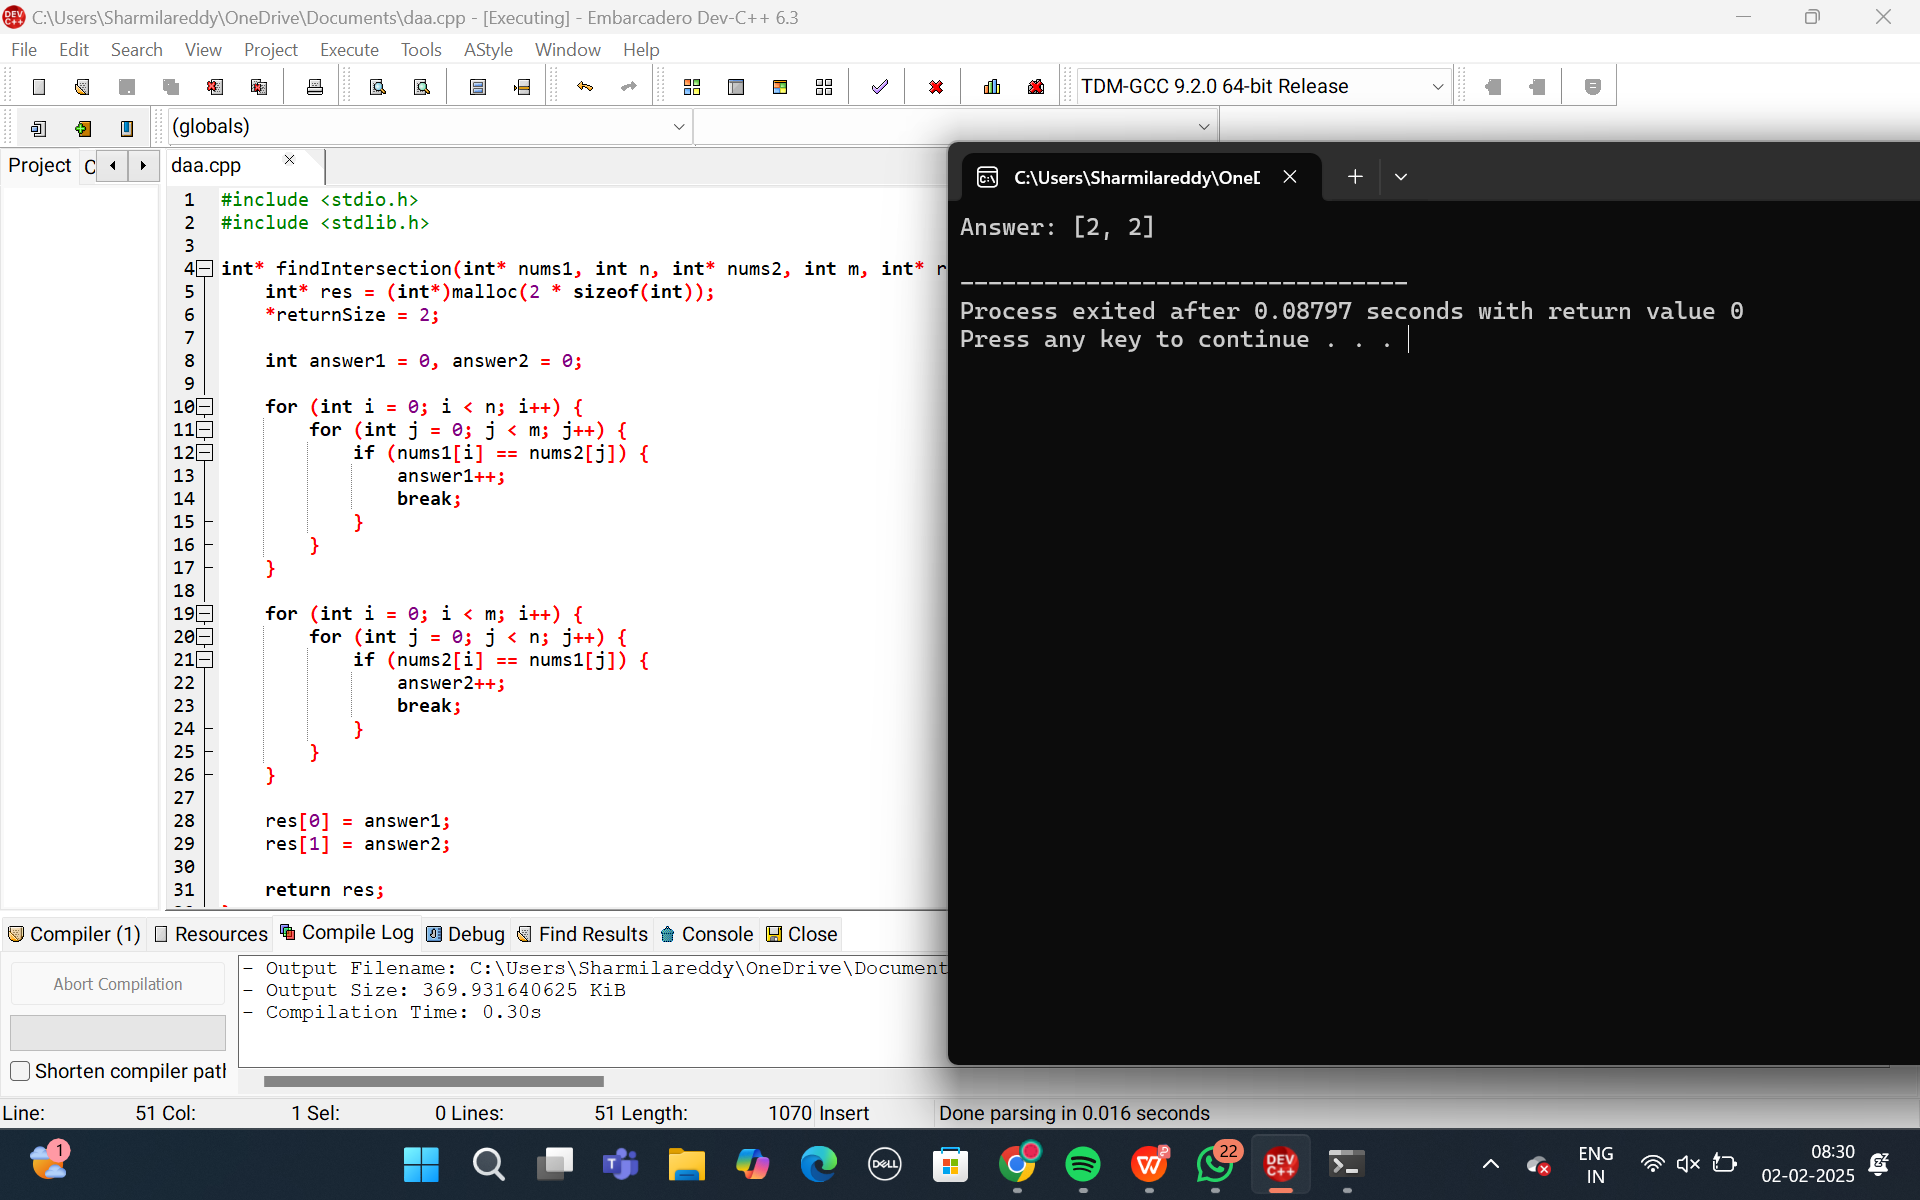 C:\Users\Sharmilareddy\OneDrive\Documents\daa.cpp - [Executing] - Embarcadero Dev-C++ 6.3
File Edit Search View Project Execute Tools AStyle Window Help
TDM-GCC 9.2.0 64-bit Release
(globals)
Project C
daa.cpp
1 #include <stdio.h>
2 #include <stdlib.h>
3
4 int* findIntersection(int* nums1, int n, int* nums2, int m, int* r
5 int* res = (int*)malloc(2 * sizeof(int));
6 *returnSize = 2;
7
8 int answer1 = 0, answer2 = 0;
9
10 for (int i = 0; i < n; i++) {
11 for (int j = 0; j < m; j++) {
12 if (nums1[i] == nums2[j]) {
13 answer1++;
14 break;
15 }
16 }
17 }
18
19 for (int i = 0; i < m; i++) {
20 for (int j = 0; j < n; j++) {
21 if (nums2[i] == nums1[j]) {
22 answer2++;
23 break;
24 }
25 }
26 }
27
28 res[0] = answer1;
29 res[1] = answer2;
30
31 return res;
C:\Users\Sharmilareddy\OneD
Answer: [2, 2]
--------------------------------
Process exited after 0.08797 seconds with return value 0
Press any key to continue . . .
Compiler (1) Resources Compile Log Debug Find Results Console Close
Abort Compilation
Shorten compiler path
- Output Filename: C:\Users\Sharmilareddy\OneDrive\Document
- Output Size: 369.931640625 KiB
- Compilation Time: 0.30s
Line: 51 Col: 1 Sel: 0 Lines: 51 Length: 1070 Insert Done parsing in 0.016 seconds
1
DELL
22
DEV C++
ENG
IN
08:30
02-02-2025